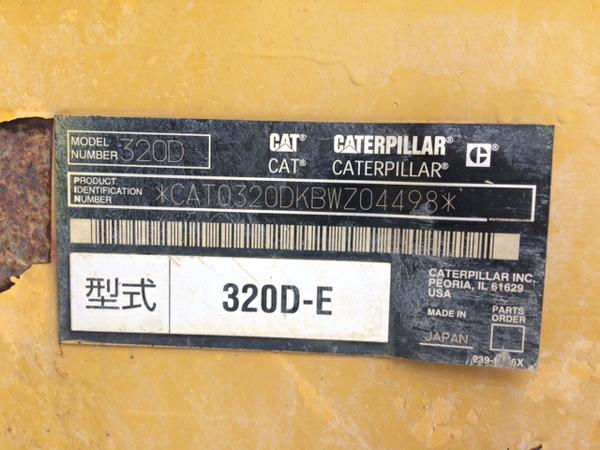 MODEL
NUMBER 320D
CAT CATERPILLAR
CAT® CATERPILLAR®
PRODUCT
IDENTIFICATION
NUMBER *CAT0320DKBWZ04498*
型式 320D-E
CATERPILLAR INC.
PEORIA, IL 61629
USA
MADE IN
JAPAN
PARTS
ORDER